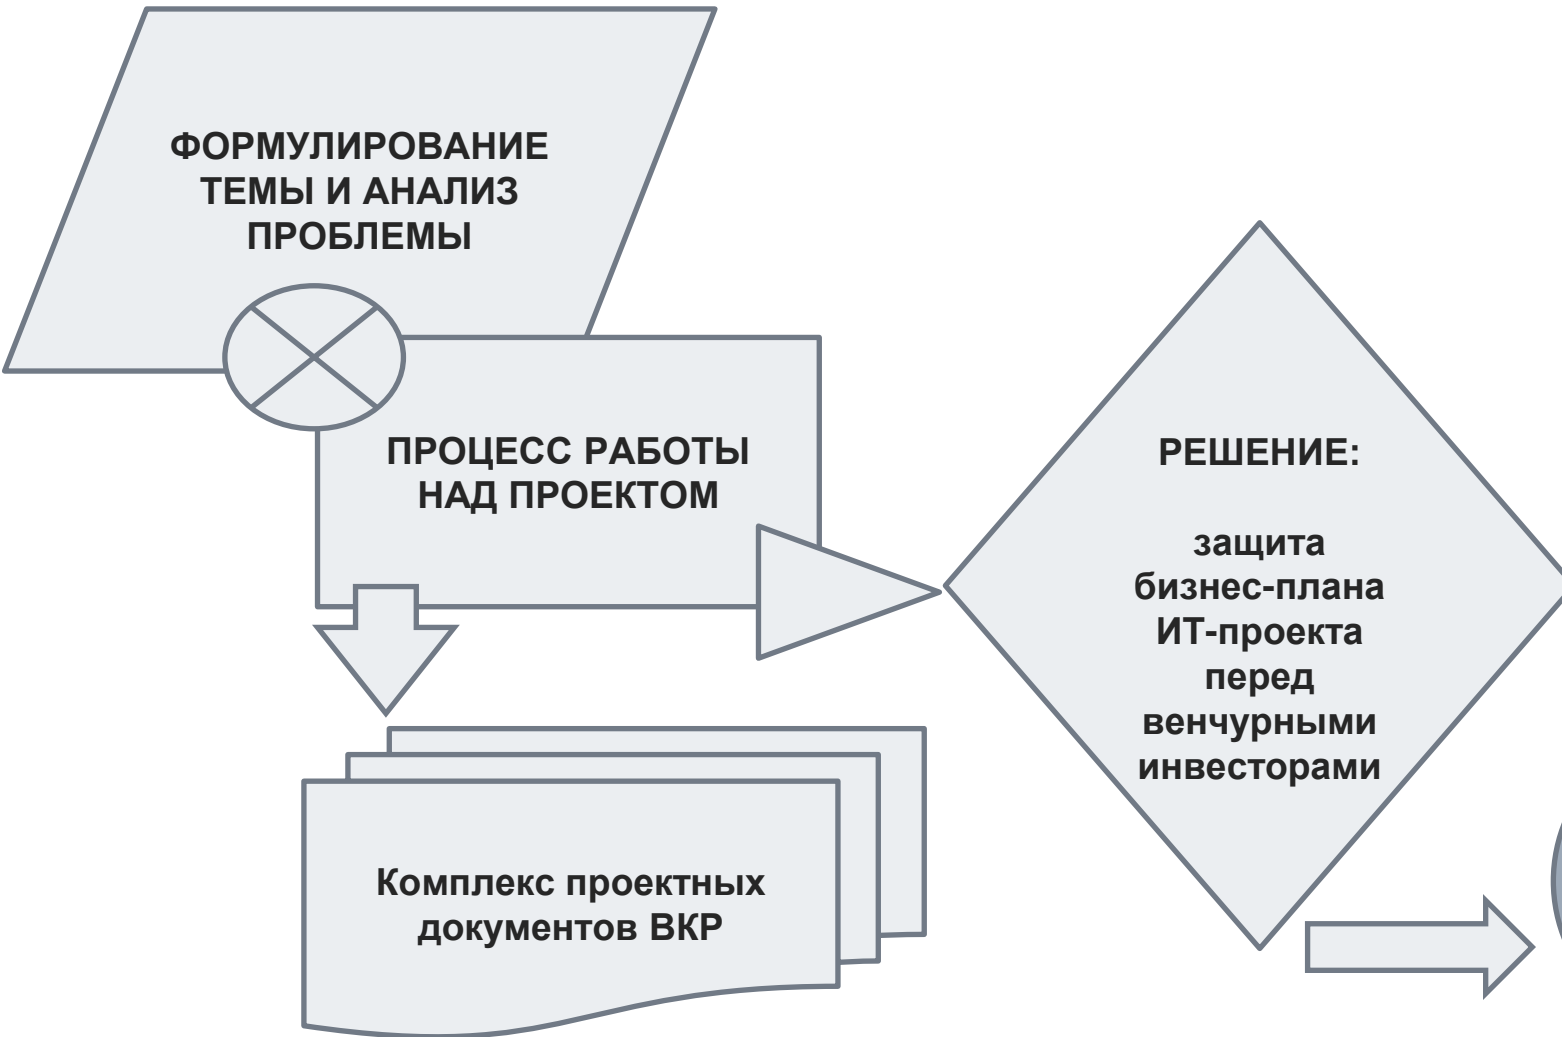 ФОРМУЛИРОВАНИЕ
ТЕМЫ И АНАЛИЗ
ПРОБЛЕМЫ
ПРОЦЕСС РАБОТЫ
НАД ПРОЕКТОМ
РЕШЕНИЕ:
защита
бизнес-плана
ИТ-проекта
перед
венчурными
инвесторами
Комплекс проектных
документов ВКР